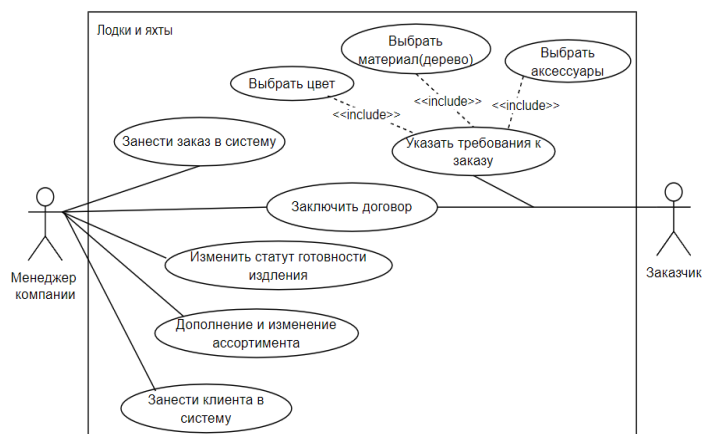 Лодки и яхты
Выбрать
материал(дерево)
Выбрать
аксессуары
Выбрать цвет
<<include>>
<<include>>
<<include>>
Занести заказ в систему
Указать требования к
заказу
Заключить договор
Менеджер
компании
Заказчик
Изменить статут готовности
издления
Дополнение и изменение
ассортимента
Занести клиента в
систему